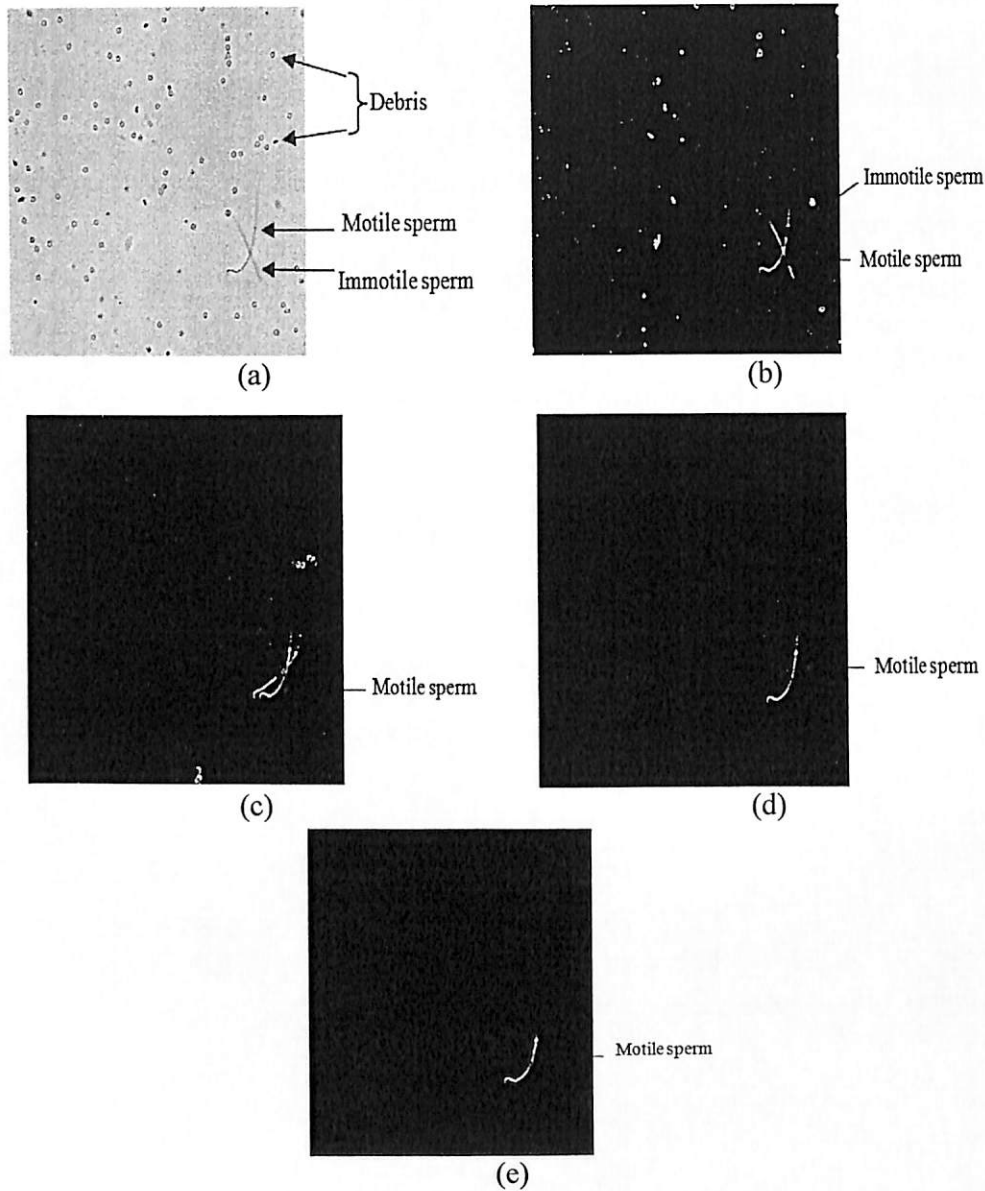 Debris
Motile sperm
Immotile sperm
(a)
Immotile sperm
Motile sperm
(b)
Motile sperm
(c)
Motile sperm
(d)
Motile sperm
(e)